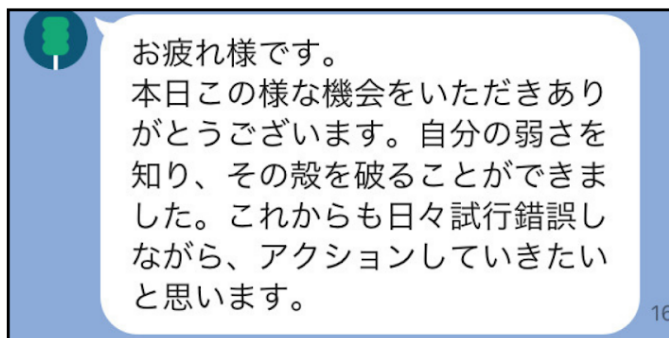 お疲れ様です。
本日この様な機会をいただきあり
がとうございます。自分の弱さを
知り、その殻を破ることができま
した。これからも日々試行錯誤し
ながら、アクションしていきたい
と思います。
16